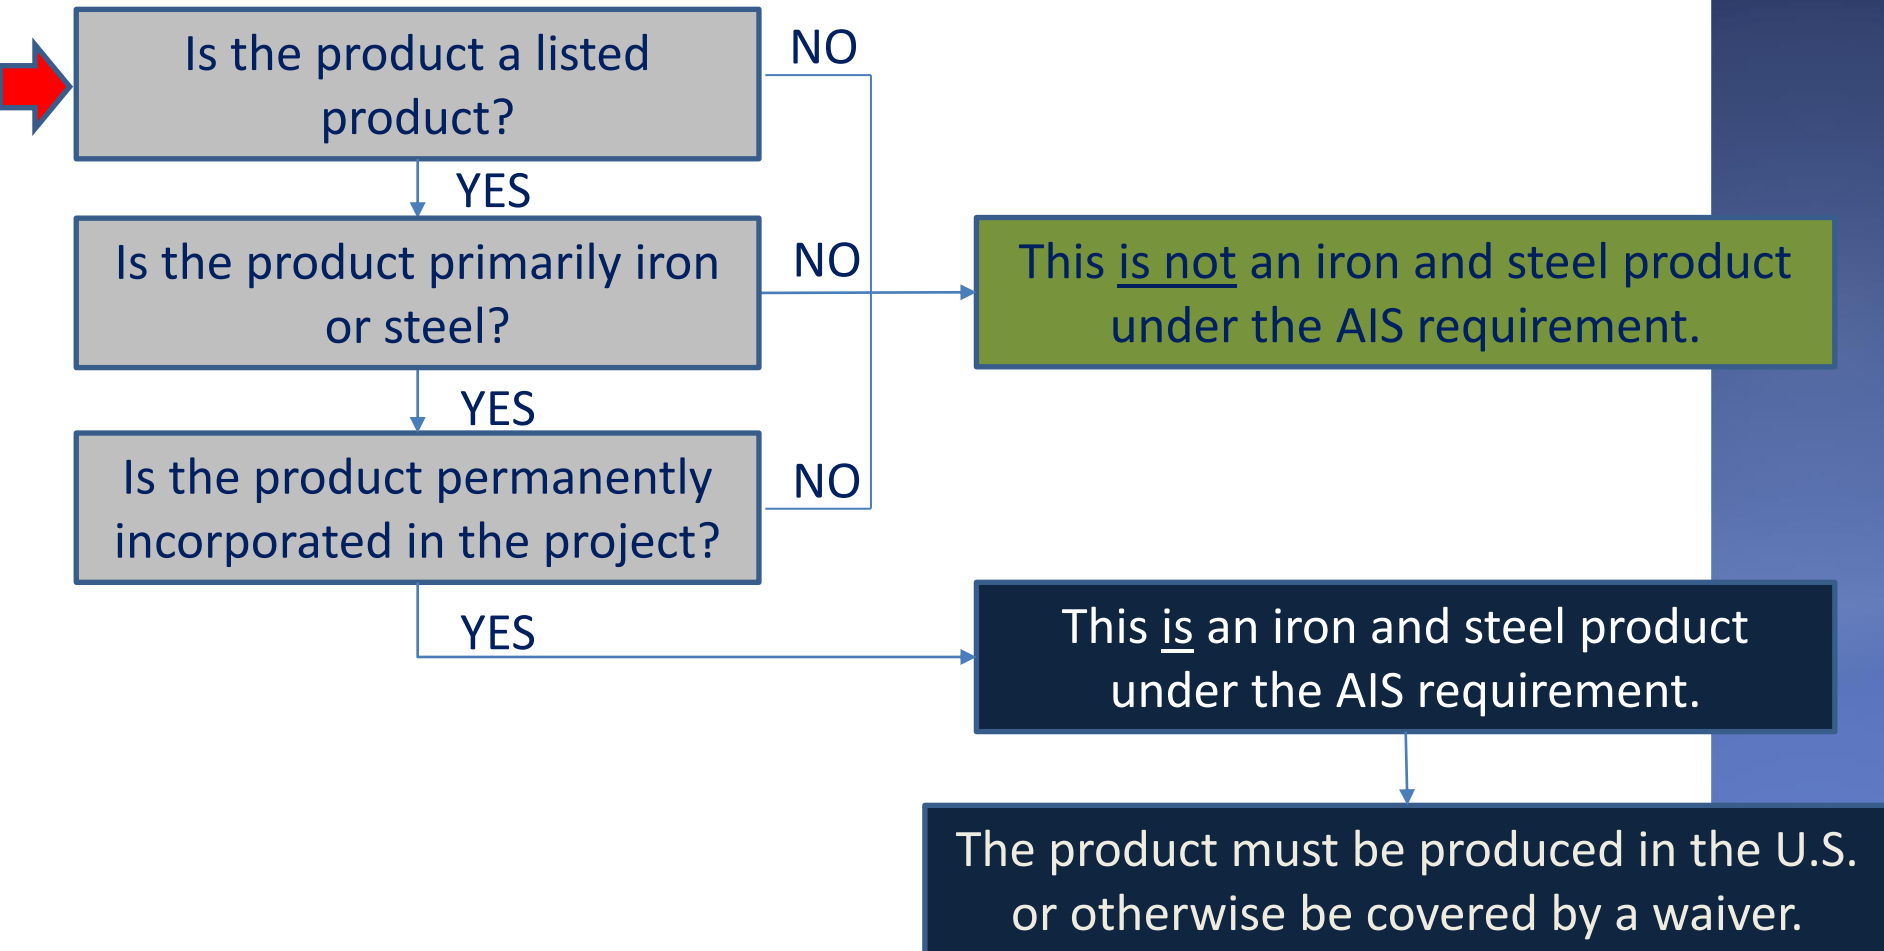 Is the product a listed
product?
NO
YES
Is the product primarily iron
or steel?
NO
This is not an iron and steel product
under the AIS requirement.
YES
Is the product permanently
incorporated in the project?
NO
YES
This is an iron and steel product
under the AIS requirement.
The product must be produced in the U.S.
or otherwise be covered by a waiver.